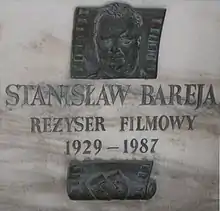 STANISŁAW BAREJA
REŻYSER FILMOWY
1929 – 1987